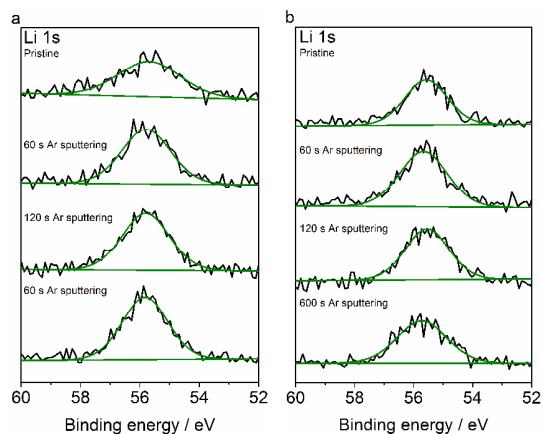 a
Li 1s
Pristine
60 s Ar sputtering
120 s Ar sputtering
60 s Ar sputtering
60 58 56 54 52
Binding energy / eV
b
Li 1s
Pristine
60 s Ar sputtering
120 s Ar sputtering
600 s Ar sputtering
60 58 56 54 52
Binding energy / eV